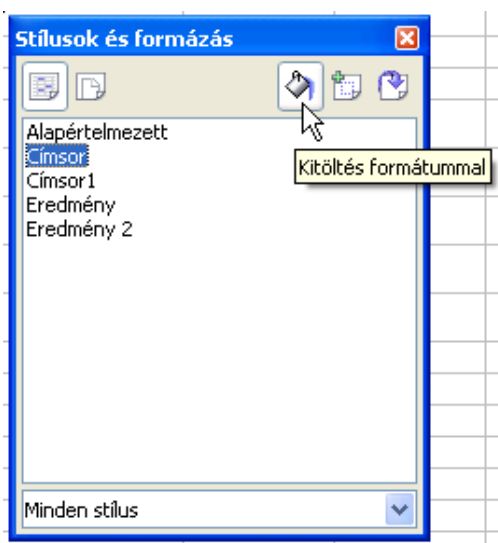 Stílusok és formázás
Alapértelmezett
Címsor
Címsor1
Eredmény
Eredmény 2
Kitöltés formátummal
Minden stílus